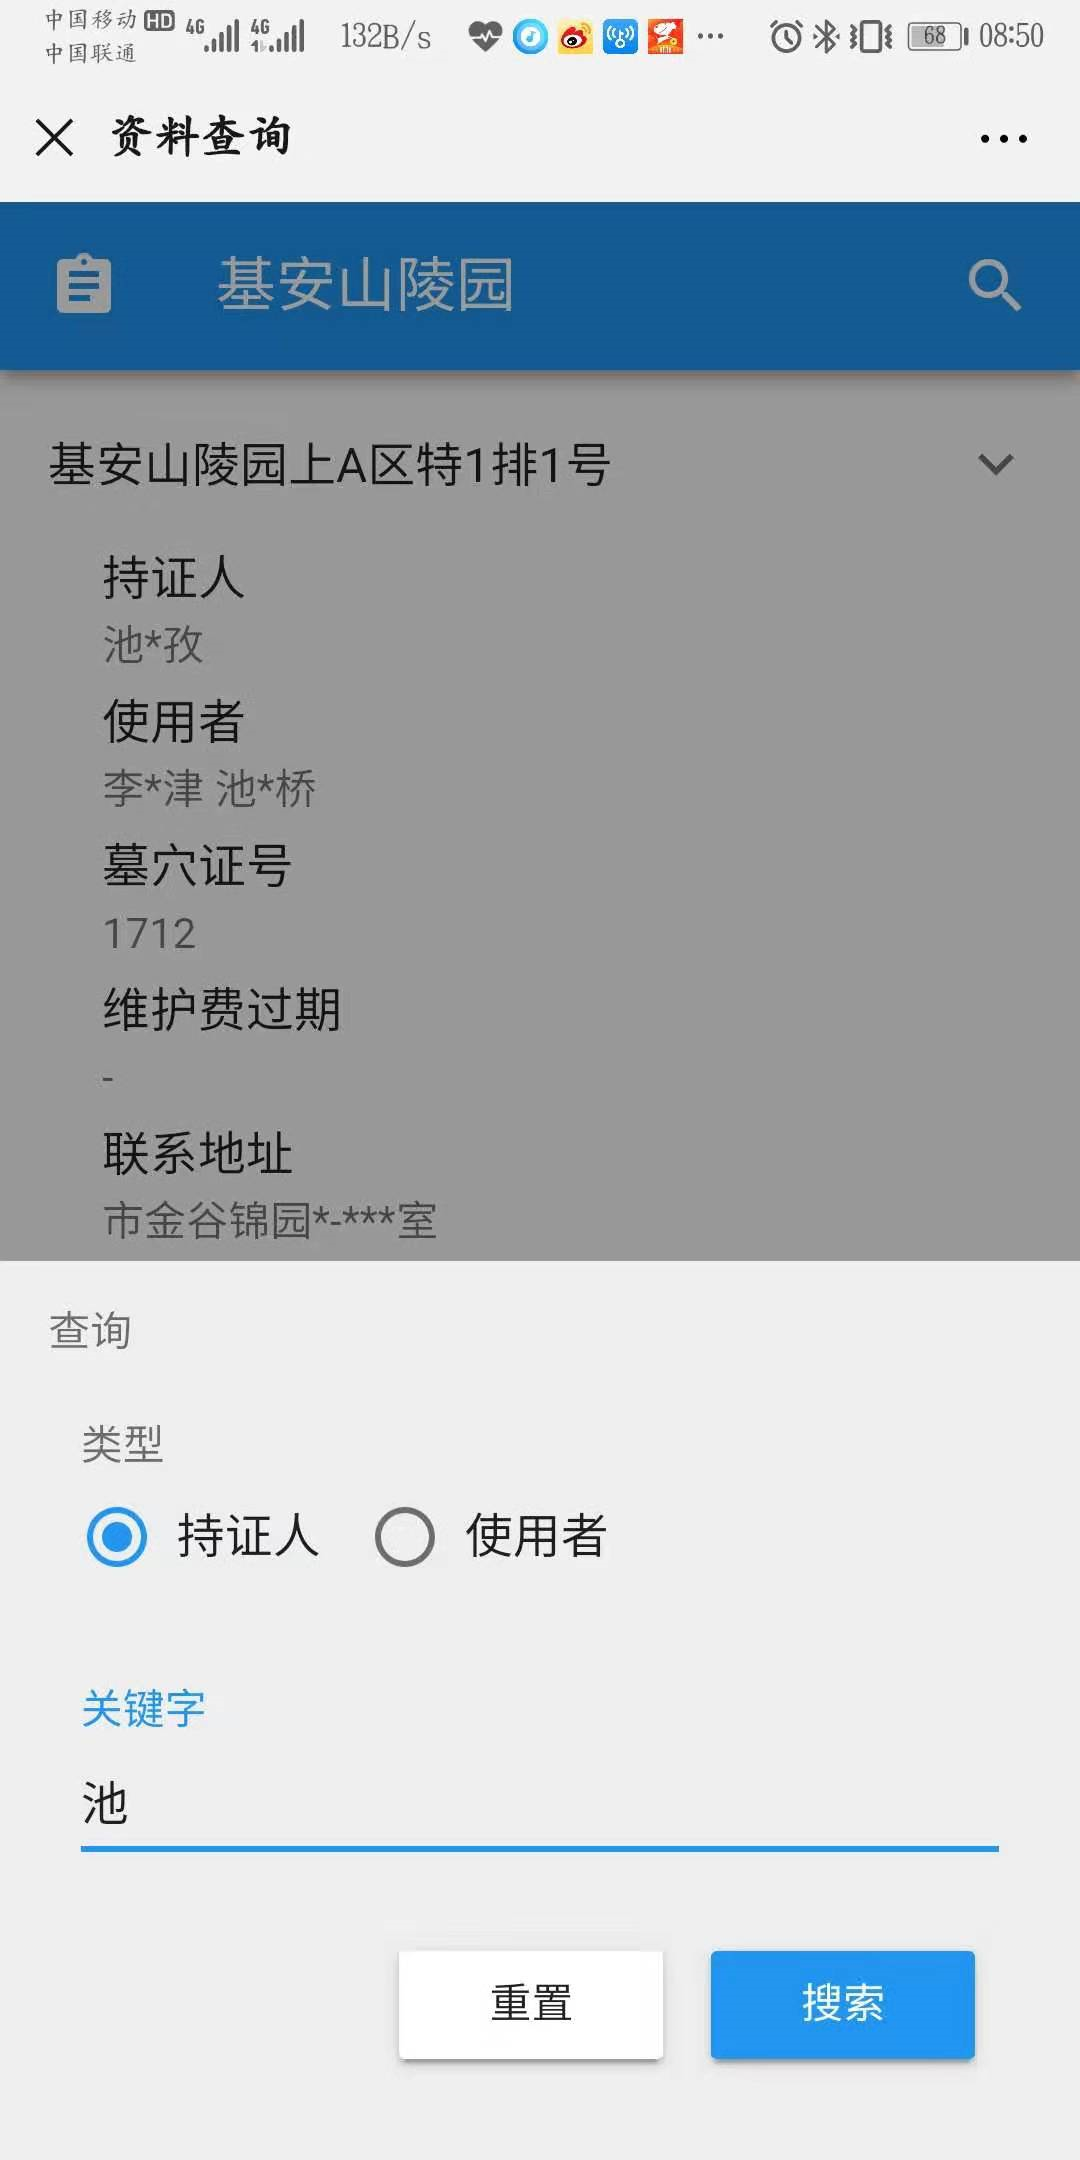 中国移动 HD 4G 4G 132B/s 68 08:50
中国联通
资料查询
基安山陵园
基安山陵园上A区特1排1号
持证人
池*孜
使用者
李*津 池*桥
墓穴证号
1712
维护费过期
-
联系地址
市金谷锦园*-***室
查询
类型
持证人 使用者
关键字
池
重置 搜索